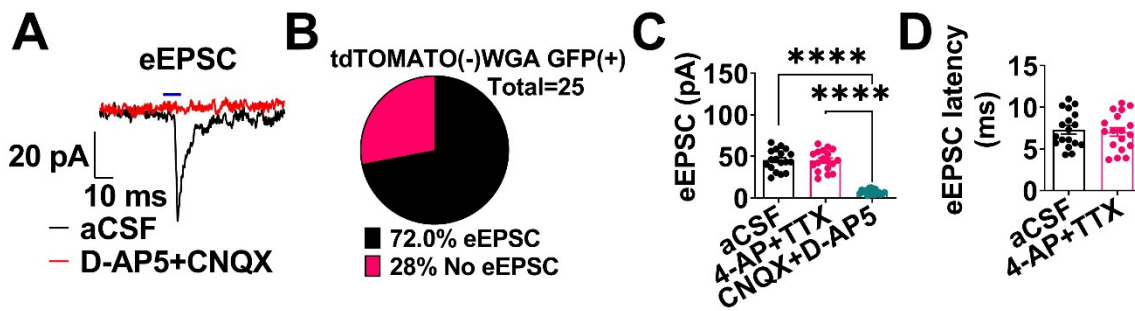 A
eEPSC
20 pA
10 ms
aCSF
D-AP5+CNQX
B
tdTOMATO(-)WGA GFP(+)
Total=25
72.0% eEPSC
28% No eEPSC
C
eEPSC (pA)
150
100
50
0
****
****
aCSF
4-AP+TTX
CNQX+D-AP5
D
eEPSC latency
(ms)
15
10
5
0
aCSF
4-AP+TTX